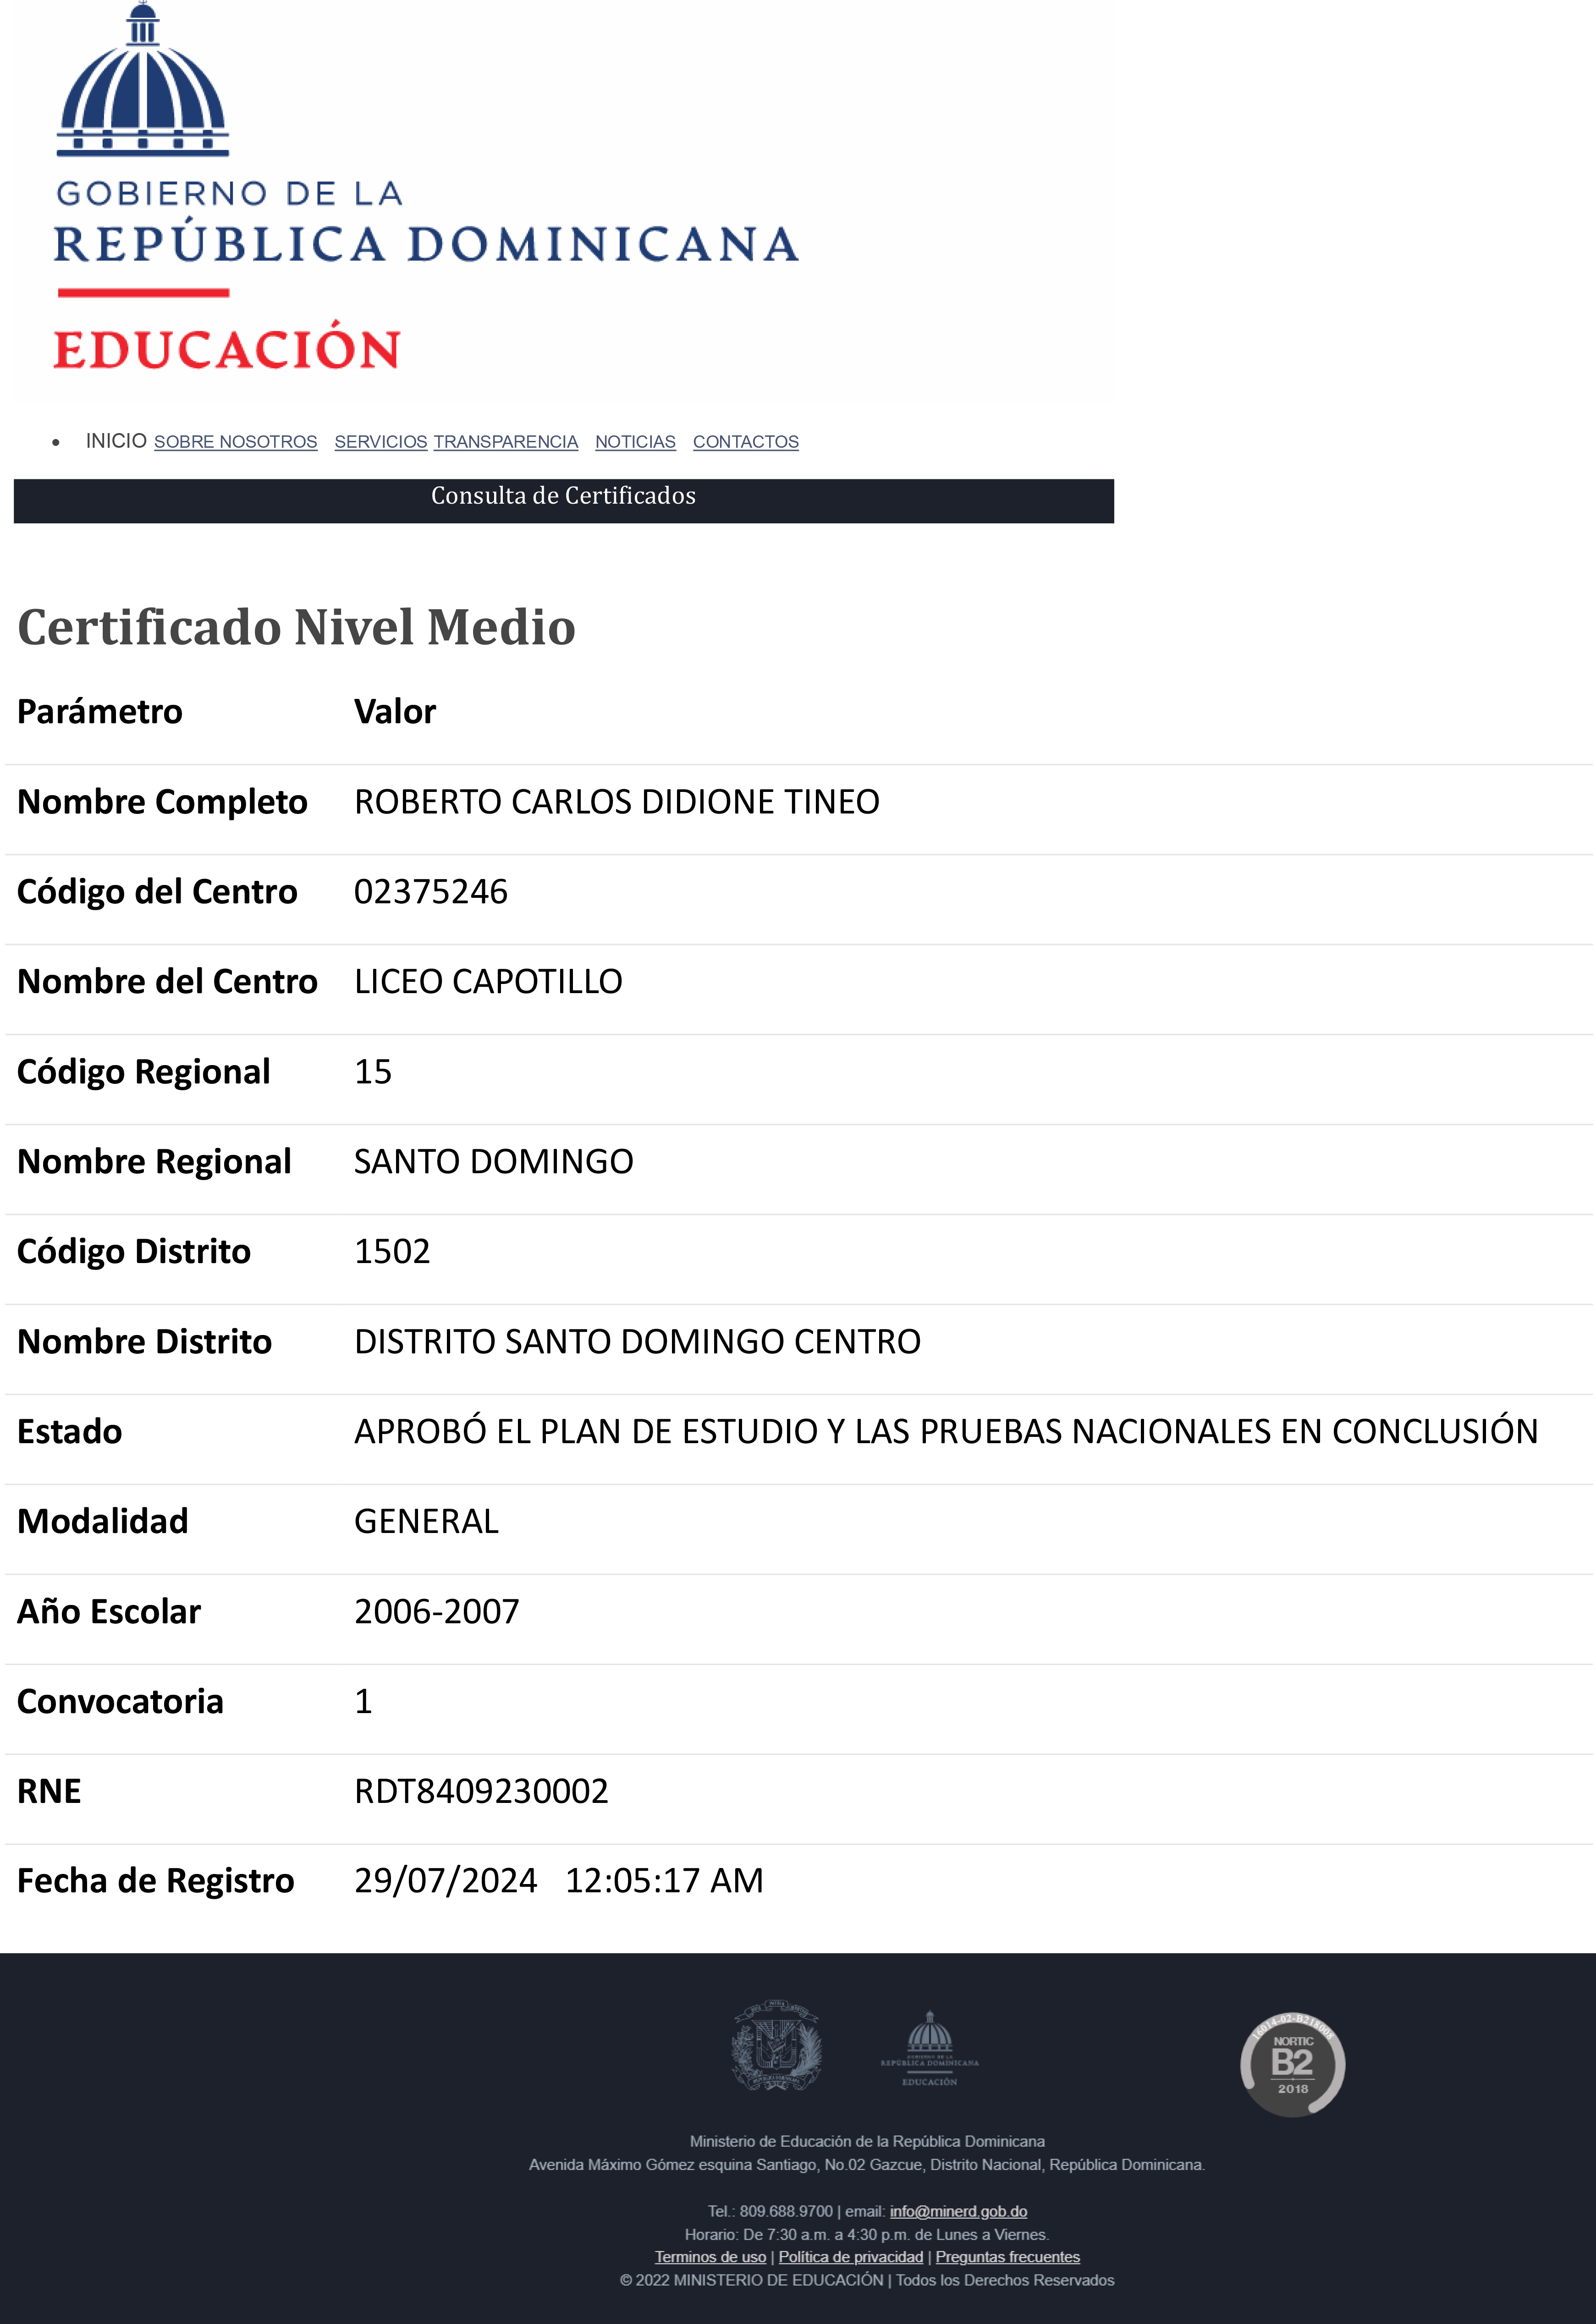 GOBIERNO DE LA
REPÚBLICA DOMINICANA
EDUCACIÓN
• INICIO SOBRE NOSOTROS SERVICIOS TRANSPARENCIA NOTICIAS CONTACTOS
Consulta de Certificados
Certificado Nivel Medio
Parámetro Valor
Nombre Completo ROBERTO CARLOS DIDIONE TINEO
Código del Centro 02375246
Nombre del Centro LICEO CAPOTILLO
Código Regional 15
Nombre Regional SANTO DOMINGO
Código Distrito 1502
Nombre Distrito DISTRITO SANTO DOMINGO CENTRO
Estado APROBÓ EL PLAN DE ESTUDIO Y LAS PRUEBAS NACIONALES EN CONCLUSIÓN
Modalidad GENERAL
Año Escolar 2006-2007
Convocatoria 1
RNE RDT8409230002
Fecha de Registro 29/07/2024 12:05:17 AM
GOBIERNO DE LA
REPÚBLICA DOMINICANA
EDUCACIÓN
16014-02-B218008
NORTIC
B2
2018
Ministerio de Educación de la República Dominicana
Avenida Máximo Gómez esquina Santiago, No.02 Gazcue, Distrito Nacional, República Dominicana.
Tel.: 809.688.9700 | email: info@minerd.gob.do
Horario: De 7:30 a.m. a 4:30 p.m. de Lunes a Viernes.
Terminos de uso | Política de privacidad | Preguntas frecuentes
© 2022 MINISTERIO DE EDUCACIÓN | Todos los Derechos Reservados